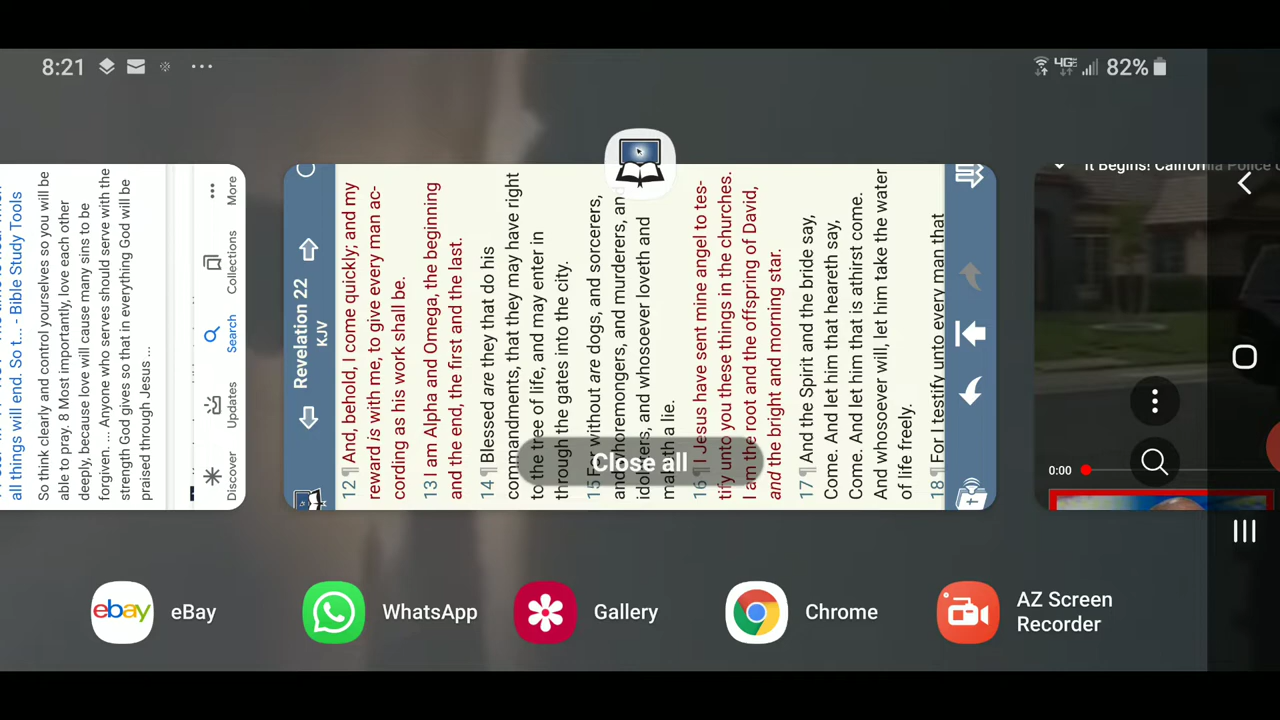 8:21
82%
all things will end. So t... - Bible Study Tools
So think clearly and control yourselves so you will be
able to pray. 8 Most importantly, love each other
deeply, because love will cause many sins to be
forgiven. ... Anyone who serves should serve with the
strength God gives so that in everything God will be
praised through Jesus ...
Discover
Updates
Search
Collections
More
Revelation 22
KJV
12 ¶ And, behold, I come quickly; and my
reward is with me, to give every man ac-
cording as his work shall be.
13 I am Alpha and Omega, the beginning
and the end, the first and the last.
14 ¶ Blessed are they that do his
commandments, that they may have right
to the tree of life, and may enter in
through the gates into the city.
15 For without are dogs, and sorcerers,
and whoremongers, and murderers, and
idolaters, and whosoever loveth and
maketh a lie.
16 ¶ I Jesus have sent mine angel to tes-
tify unto you these things in the churches.
I am the root and the offspring of David,
and the bright and morning star.
17 ¶ And the Spirit and the bride say,
Come. And let him that heareth say,
Come. And let him that is athirst come.
And whosoever will, let him take the water
of life freely.
18 ¶ For I testify unto every man that
Close all
It Begins! California Police
0:00
ebay
eBay
WhatsApp
Gallery
Chrome
AZ Screen
Recorder